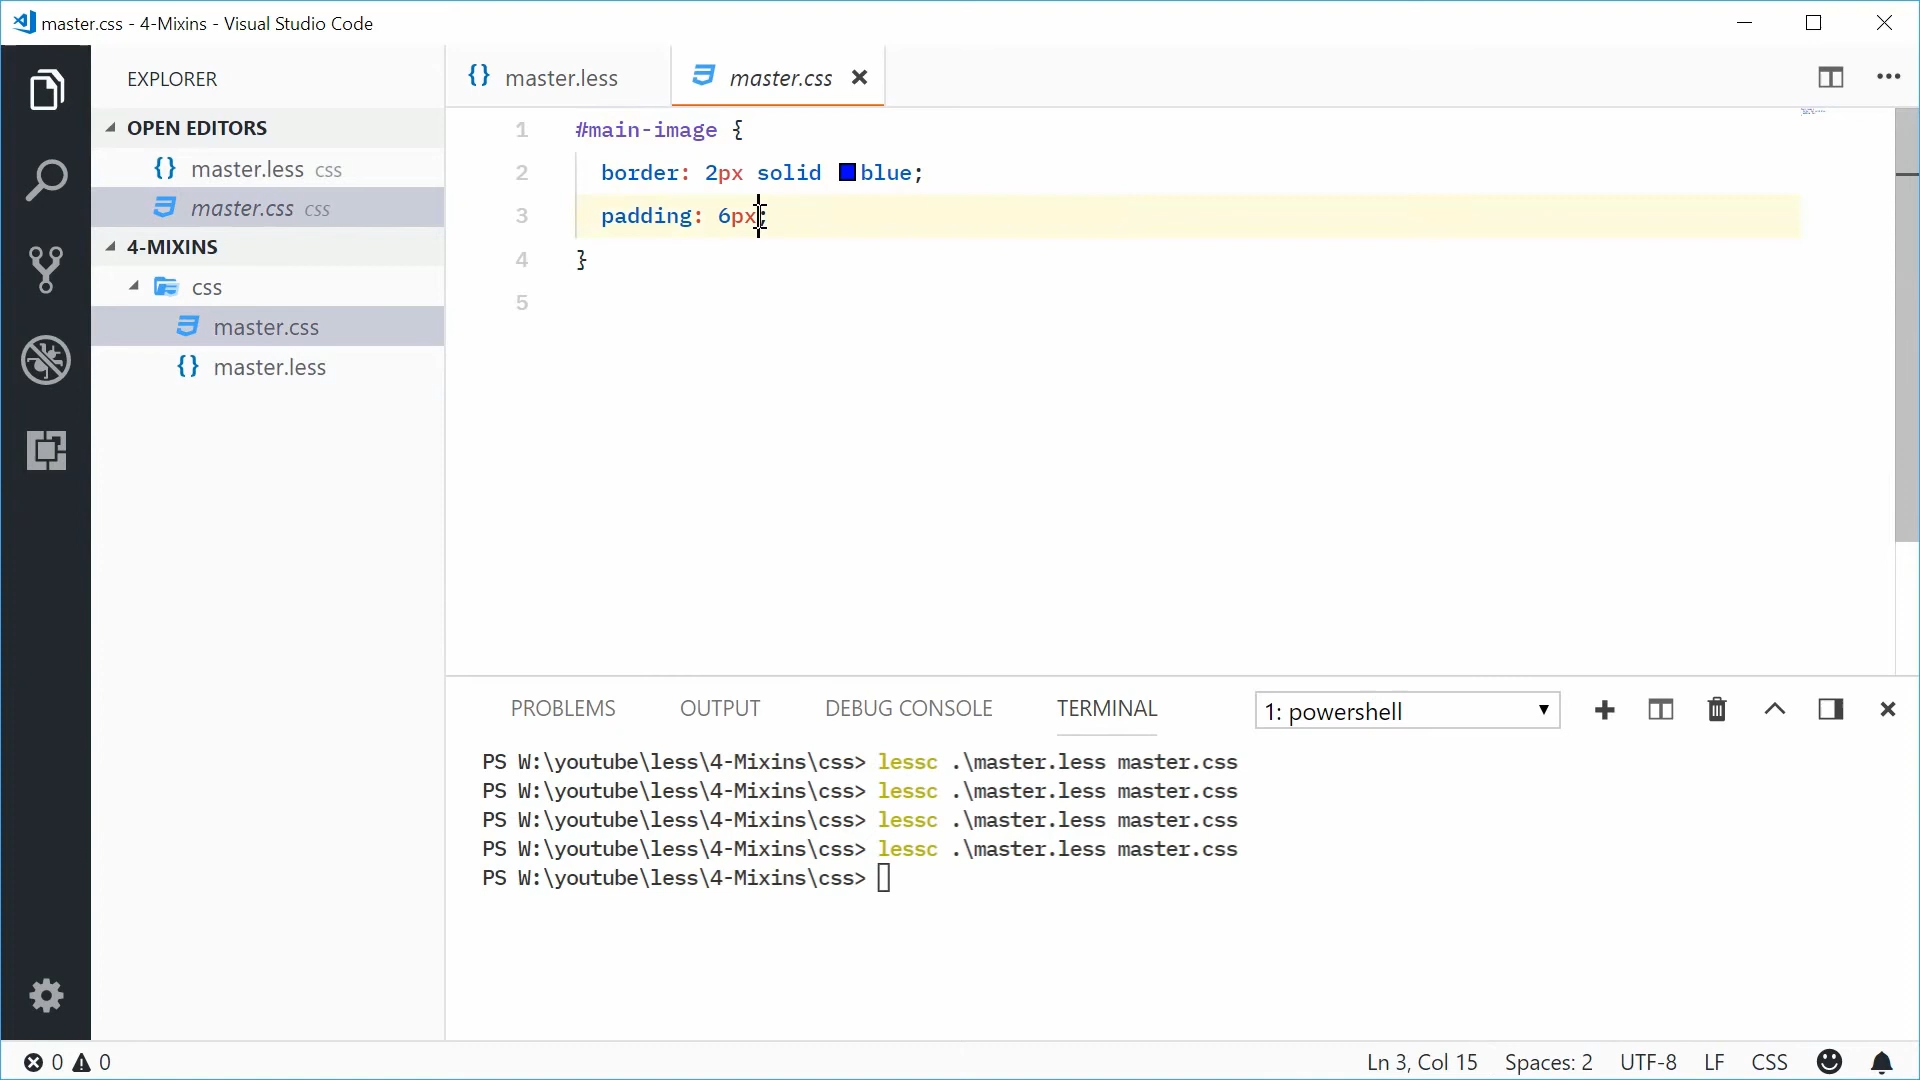 master.css - 4-Mixins - Visual Studio Code
EXPLORER
OPEN EDITORS
master.less css
master.css css
4-MIXINS
css
master.css
master.less
master.less
master.css
1 #main-image {
2 border: 2px solid blue;
3 padding: 6px;
4 }
5
PROBLEMS OUTPUT DEBUG CONSOLE TERMINAL 1: powershell
PS W:\youtube\less\4-Mixins\css> lessc .\master.less master.css
PS W:\youtube\less\4-Mixins\css> lessc .\master.less master.css
PS W:\youtube\less\4-Mixins\css> lessc .\master.less master.css
PS W:\youtube\less\4-Mixins\css> lessc .\master.less master.css
PS W:\youtube\less\4-Mixins\css>
0 0 Ln 3, Col 15 Spaces: 2 UTF-8 LF CSS